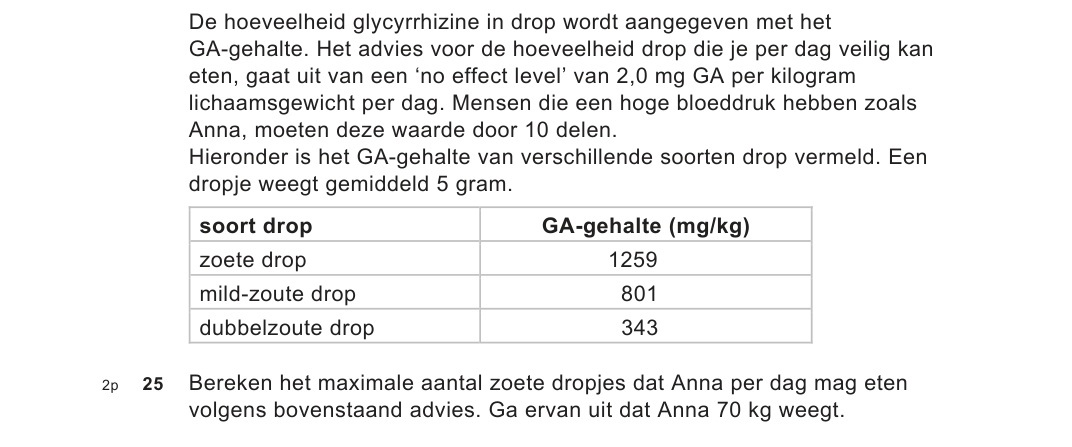 De hoeveelheid glycyrrhizine in drop wordt aangegeven met het
GA-gehalte. Het advies voor de hoeveelheid drop die je per dag veilig kan
eten, gaat uit van een ‘no effect level’ van 2,0 mg GA per kilogram
lichaamsgewicht per dag. Mensen die een hoge bloeddruk hebben zoals
Anna, moeten deze waarde door 10 delen.
Hieronder is het GA-gehalte van verschillende soorten drop vermeld. Een
dropje weegt gemiddeld 5 gram.
soort drop GA-gehalte (mg/kg)
zoete drop 1259
mild-zoute drop 801
dubbelzoute drop 343
2p 25 Bereken het maximale aantal zoete dropjes dat Anna per dag mag eten
volgens bovenstaand advies. Ga ervan uit dat Anna 70 kg weegt.